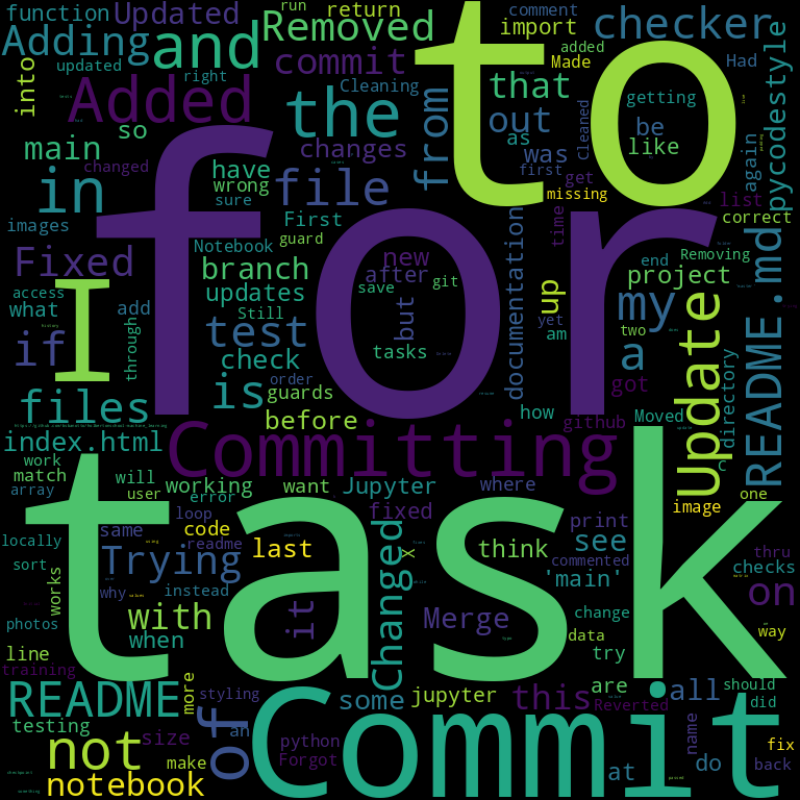 function
Updated
run
return
Removed
comment
import
checker
Adding
and
commit
to
added
Made
Had
updated
right
Cleaning
that
getting
into
Added
the
from
out
Cleaned
be
again
pycodestyle
so
as
like
main
changed
for
changes
was
first
get
missing
in
have
wrong
file
sure
list
correct
images
First
time
Fixed
Notebook
guard
documentation
new
end
Removing
I
branch
after
project
access
what
add
updates
save
git
up
yet
two
my
README.md
Still
but
am
if
through
test
tasks
a
Update
check
order
is
guards
got
directory
files
before
how
github
Moved
index.html
Committing
task
work
match
will
working
want
Jupyter
where
array
user
error
fixed
image
one
same
loop
code
print
locally
readme
last
X
think
see
thru
sort
Trying
Changed
commented
'main'
checks
works
why
instead
on
photos
with
it
Merge
change
when
data
way
line
try
training
more
README
styling
of
some
jupyter
this
are
Reverted
all
should
did
testing
an
Commit
not
size
python
name
fix
make
Forgot
notebook
at
do
back